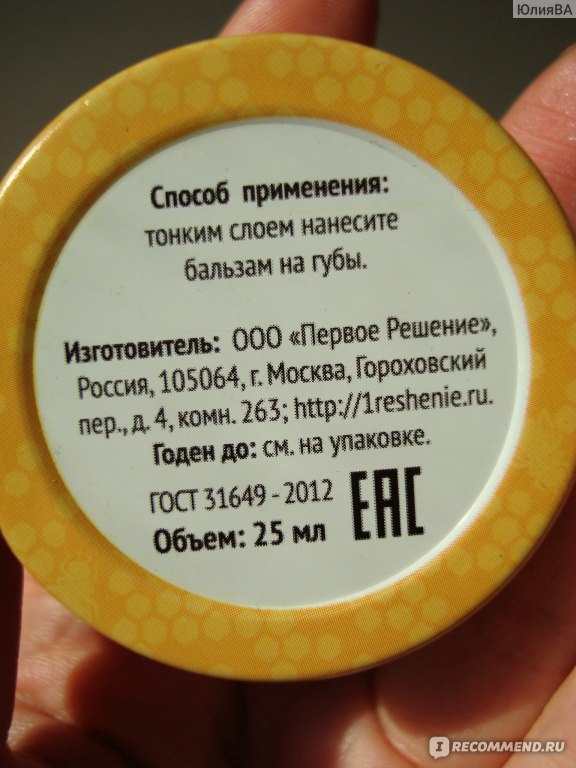 ЮлияВА
Способ применения:
тонким слоем нанесите
бальзам на губы.
Изготовитель: ООО «Первое Решение»,
Россия, 105064, г. Москва, Гороховский
пер., д. 4, комн. 263; http://1reshenie.ru.
Годен до: см. на упаковке.
ГОСТ 31649 - 2012
Объем: 25 мл
EAC
I RECOMMEND.RU